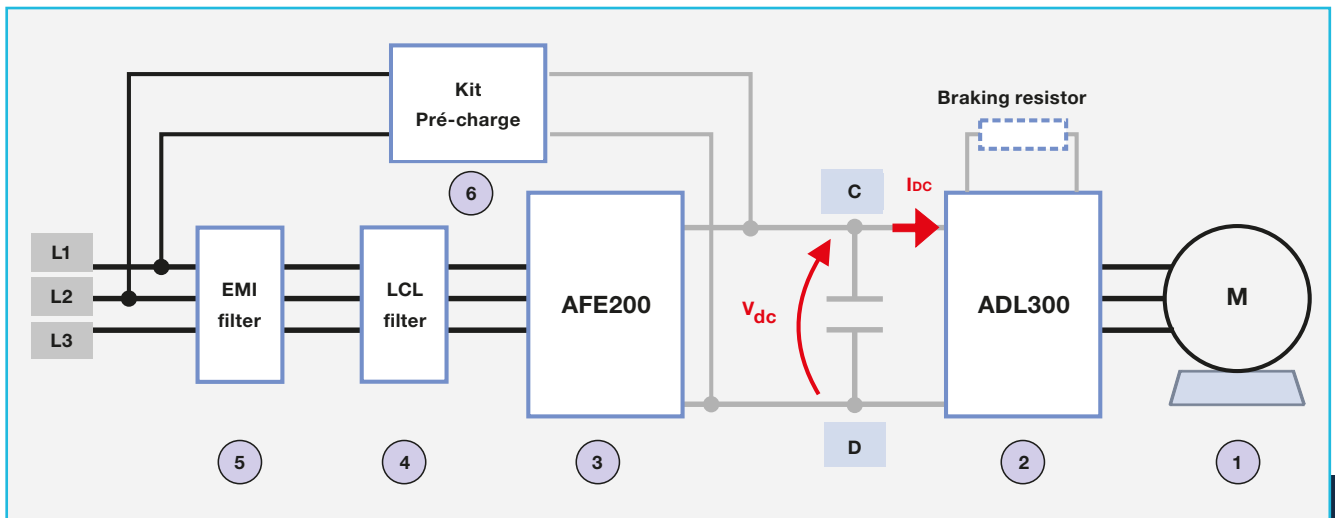 Kit
Pré-charge
6
Braking resistor
C
IDC
L1
L2
L3
EMI
filter
LCL
filter
AFE200
Vdc
ADL300
M
D
5
4
3
2
1